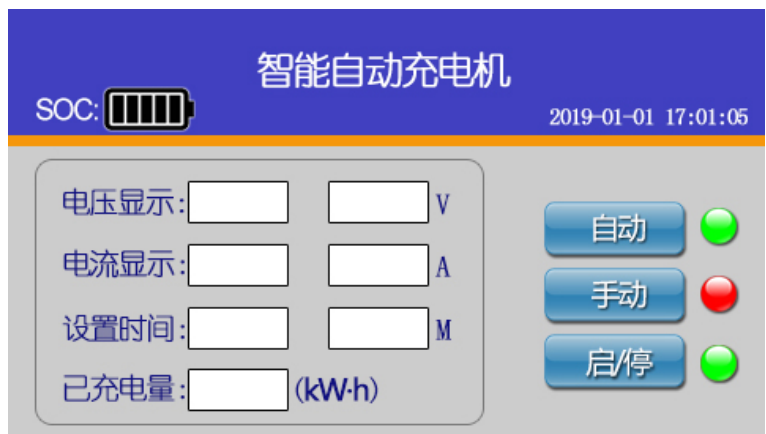 智能自动充电机
SOC:
2019-01-01 17:01:05
电压显示: V
电流显示: A
设置时间: M
已充电量: (kW·h)
自动
手动
启/停